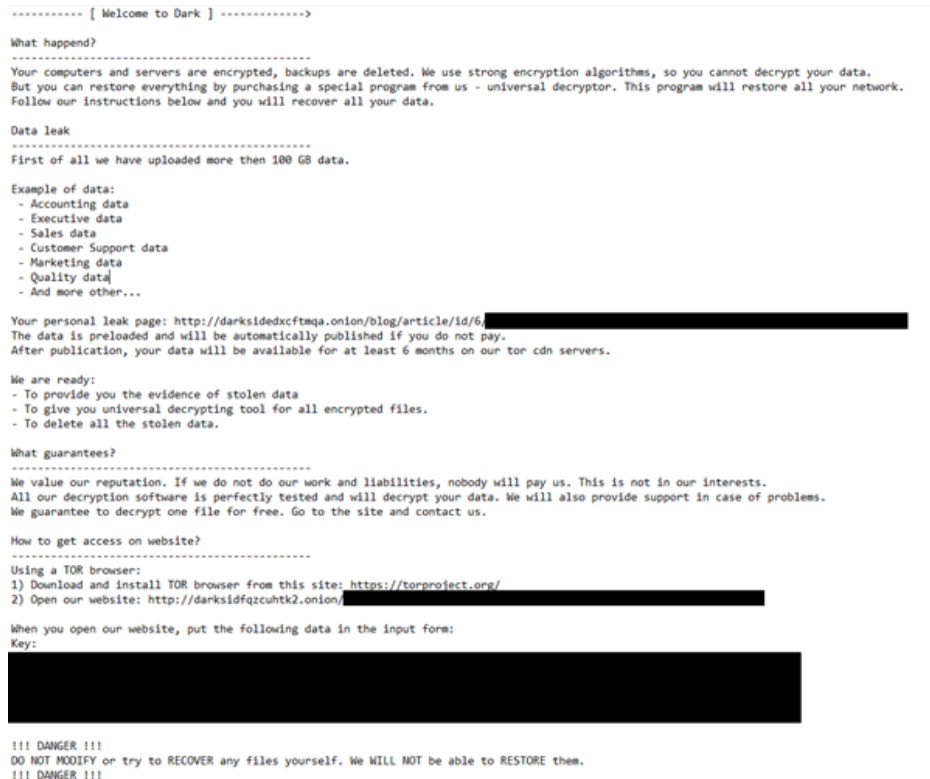 ----------- [ Welcome to Dark ] ------------->
What happend?
----------------------------------------------
Your computers and servers are encrypted, backups are deleted. We use strong encryption algorithms, so you cannot decrypt your data.
But you can restore everything by purchasing a special program from us - universal decryptor. This program will restore all your network.
Follow our instructions below and you will recover all your data.
Data leak
----------------------------------------------
First of all we have uploaded more then 100 GB data.
Example of data:
- Accounting data
- Executive data
- Sales data
- Customer Support data
- Marketing data
- Quality data
- And more other...
Your personal leak page: http://darksidedxcftmqa.onion/blog/article/id/6/
The data is preloaded and will be automatically published if you do not pay.
After publication, your data will be available for at least 6 months on our tor cdn servers.
We are ready:
- To provide you the evidence of stolen data
- To give you universal decrypting tool for all encrypted files.
- To delete all the stolen data.
What guarantees?
----------------------------------------------
We value our reputation. If we do not do our work and liabilities, nobody will pay us. This is not in our interests.
All our decryption software is perfectly tested and will decrypt your data. We will also provide support in case of problems.
We guarantee to decrypt one file for free. Go to the site and contact us.
How to get access on website?
----------------------------------------------
Using a TOR browser:
1) Download and install TOR browser from this site: https://torproject.org/
2) Open our website: http://darksidfqzcuhtk2.onion/
When you open our website, put the following data in the input form:
Key:
!!! DANGER !!!
DO NOT MODIFY or try to RECOVER any files yourself. We WILL NOT be able to RESTORE them.
!!! DANGER !!!